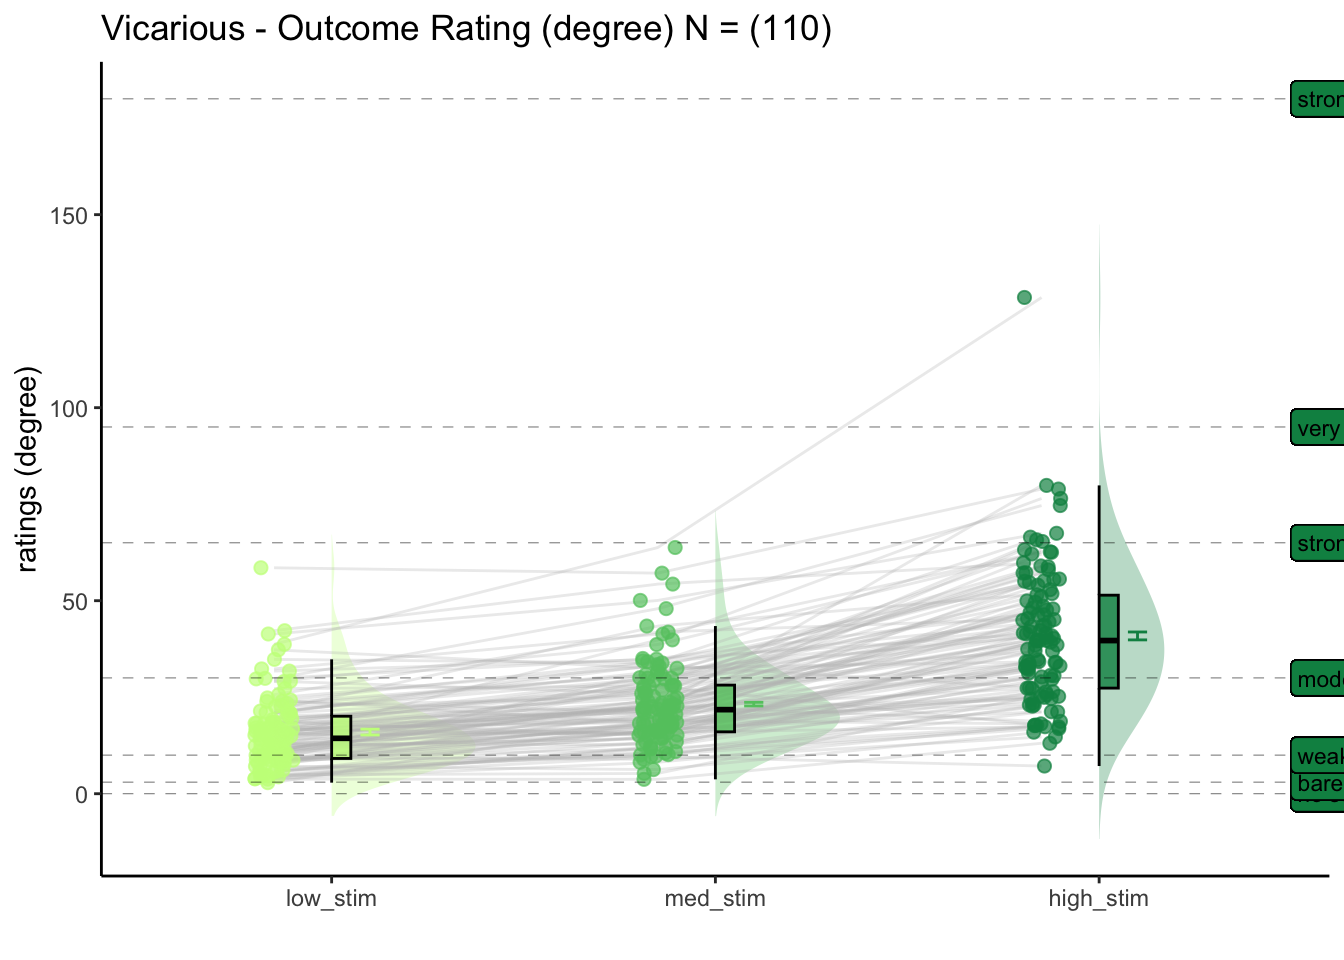 Vicarious - Outcome Rating (degree) N = (110)
stron
150
very
100
ratings (degree)
stron
50
mode
weak
bare
0
low_stim
med_stim
high_stim